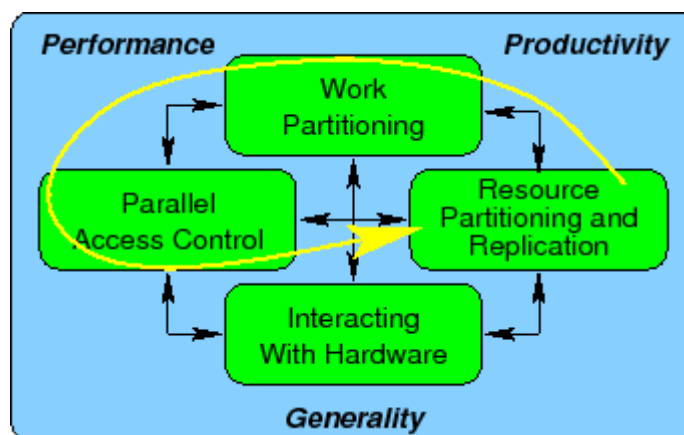 Performance
Productivity
Work
Partitioning
Parallel
Access Control
Resource
Partitioning and
Replication
Interacting
With Hardware
Generality